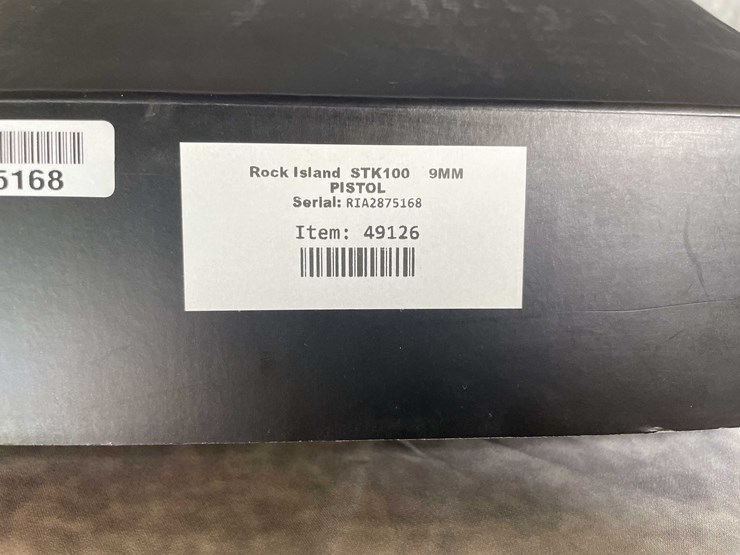 5168
Rock Island STK100 9MM
PISTOL
Serial: RIA2875168
Item: 49126